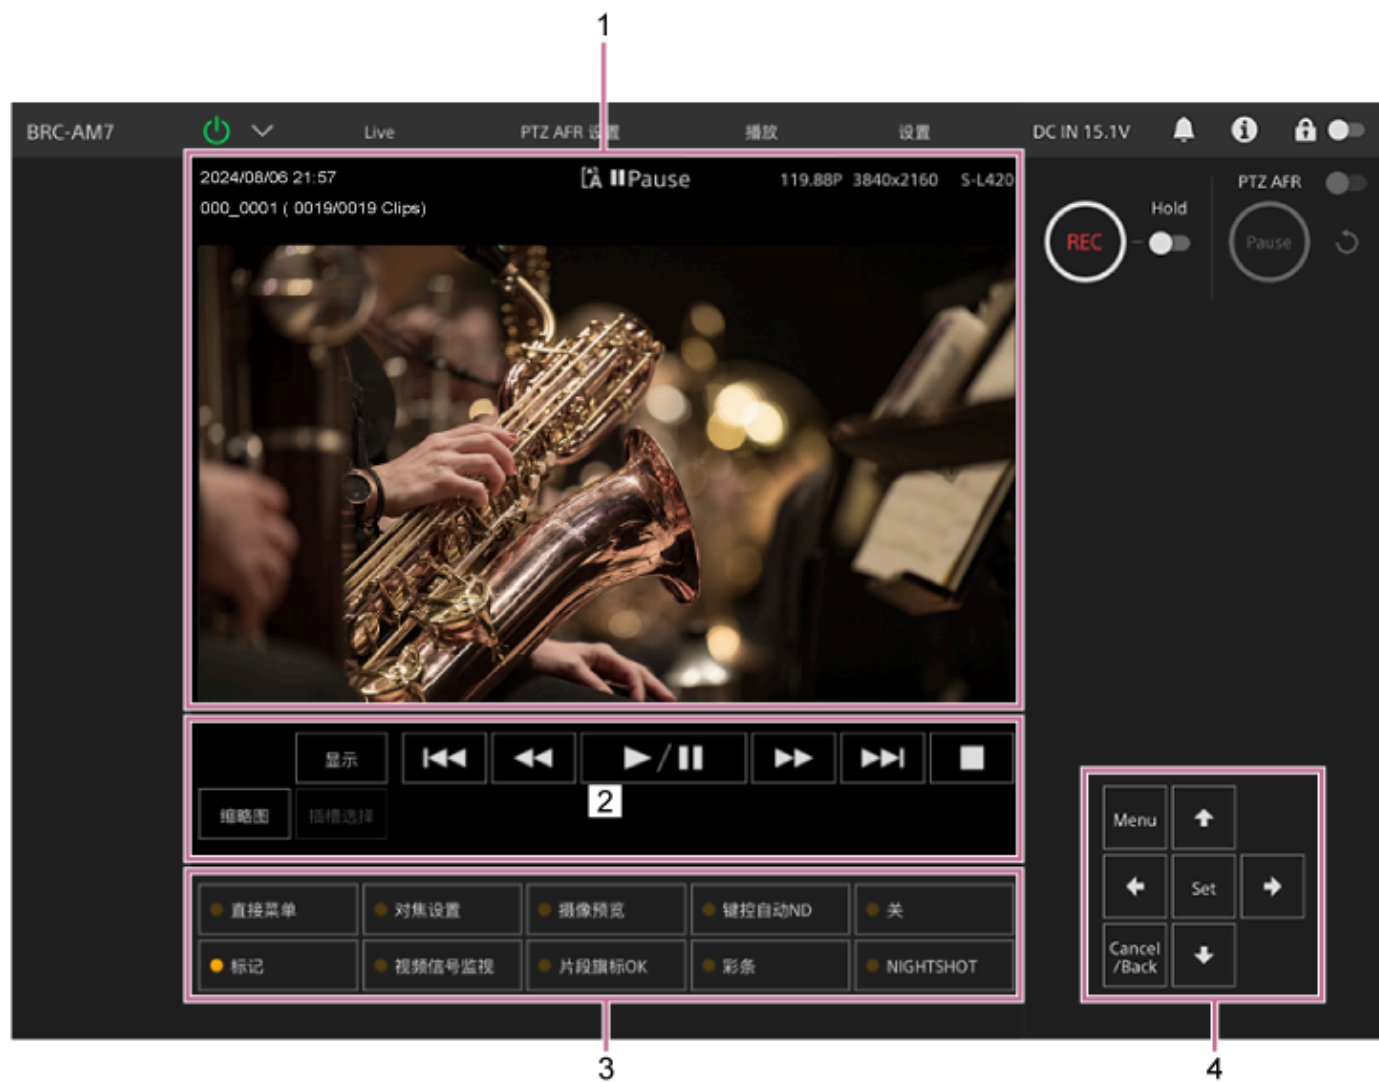 1
BRC-AM7 Live PTZ AFR 设置 播放 设置 DC IN 15.1V
2024/08/06 21:57 Pause 119.88P 3840x2160 S-L420
000_0001 ( 0019/0019 Clips)
PTZ AFR
Hold
REC Pause
显示
2
缩略图 插槽选择
Menu
Set
Cancel
/Back
直接菜单 对焦设置 摄像预览 键控自动ND 关
标记 视频信号监视 片段旗标OK 彩条 NIGHTSHOT
3 4